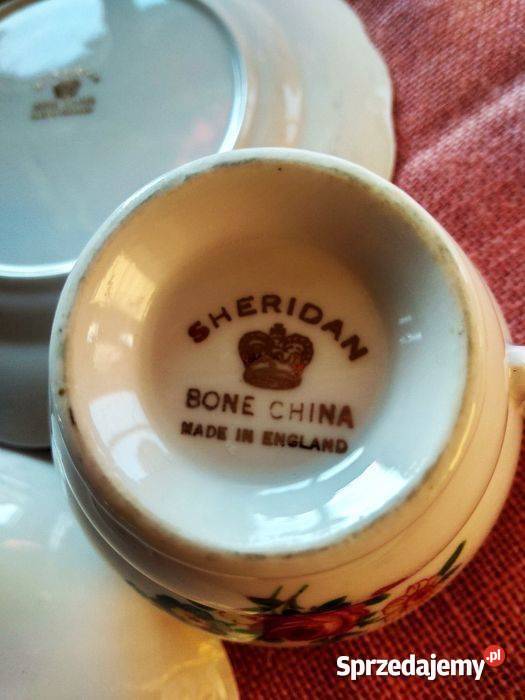 SHERIDAN
BONE CHINA
MADE IN ENGLAND
Sprzedajemy.pl